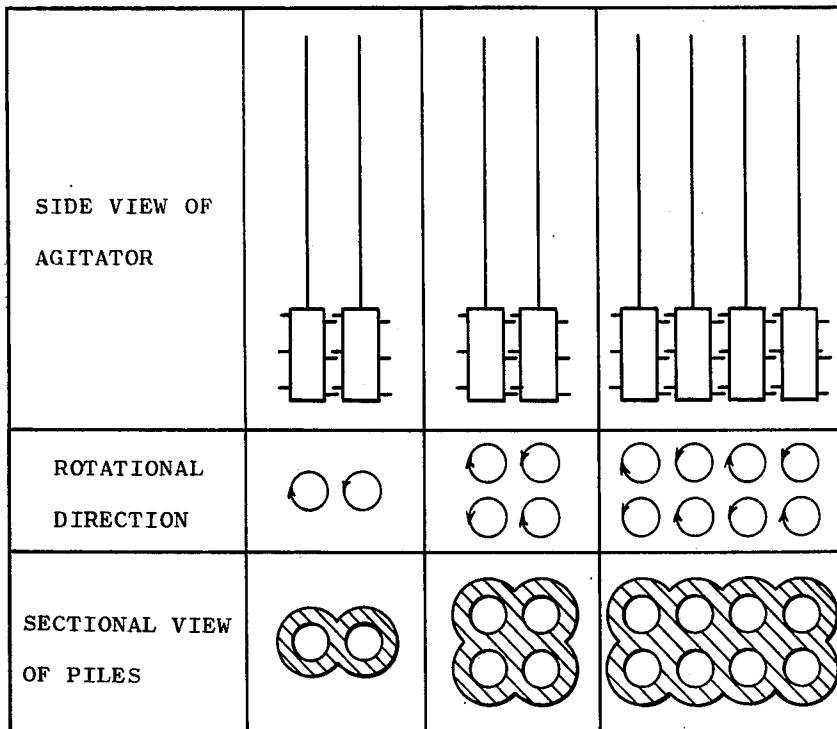 SIDE VIEW OF
AGITATOR
ROTATIONAL
DIRECTION
SECTIONAL VIEW
OF PILES